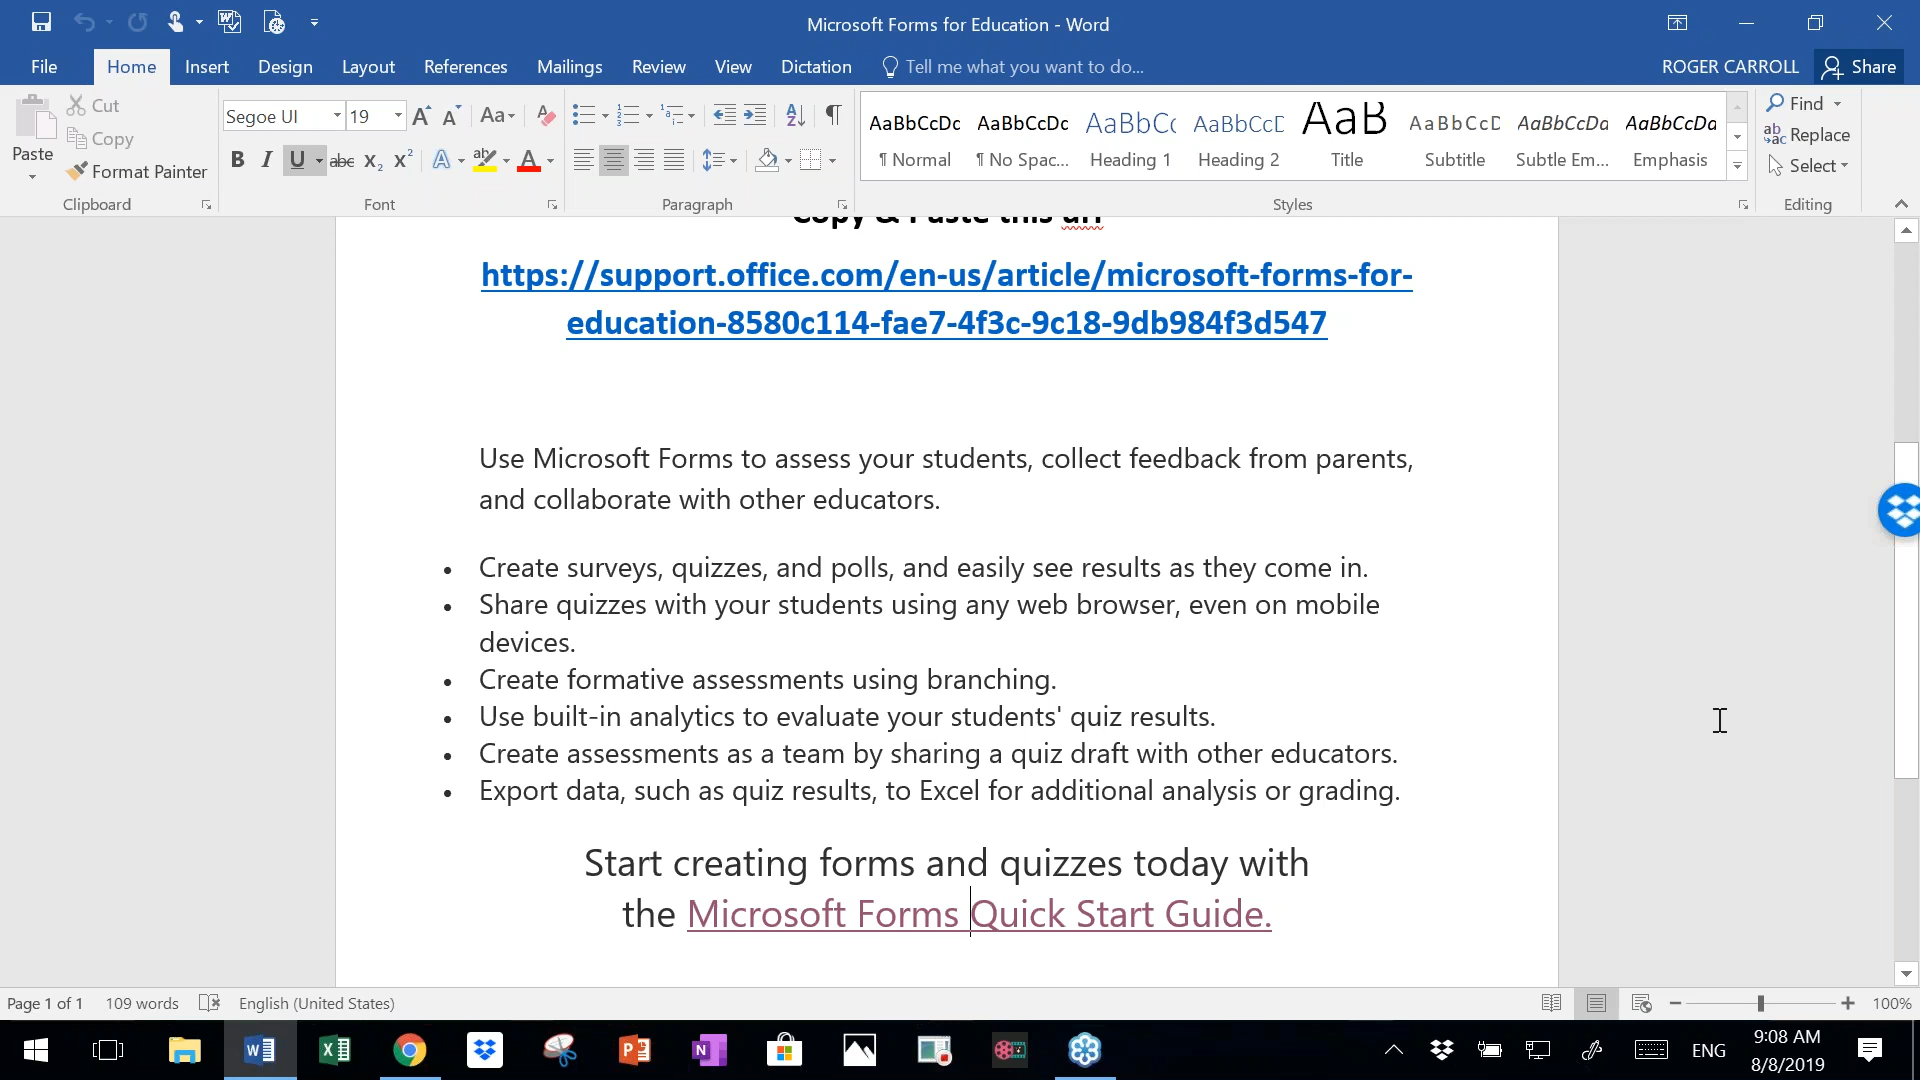 Microsoft Forms for Education - Word
File Home Insert Design Layout References Mailings Review View Dictation Tell me what you want to do... ROGER CARROLL Share
Paste
Cut
Copy
Format Painter
Clipboard
Segoe UI 19
Font
Paragraph
AaBbCcDc AaBbCcDc AaBbCc AaBbCcD AaB AaBbCcD AaBbCcDa AaBbCcDa
¶ Normal ¶ No Spac... Heading 1 Heading 2 Title Subtitle Subtle Em... Emphasis
Styles
Find
Replace
Select
Editing
Copy & Paste this url
https://support.office.com/en-us/article/microsoft-forms-for-
education-8580c114-fae7-4f3c-9c18-9db984f3d547
Use Microsoft Forms to assess your students, collect feedback from parents,
and collaborate with other educators.
• Create surveys, quizzes, and polls, and easily see results as they come in.
• Share quizzes with your students using any web browser, even on mobile
devices.
• Create formative assessments using branching.
• Use built-in analytics to evaluate your students' quiz results.
• Create assessments as a team by sharing a quiz draft with other educators.
• Export data, such as quiz results, to Excel for additional analysis or grading.
Start creating forms and quizzes today with
the Microsoft Forms Quick Start Guide.
Page 1 of 1 109 words English (United States) 100%
ENG
9:08 AM
8/8/2019